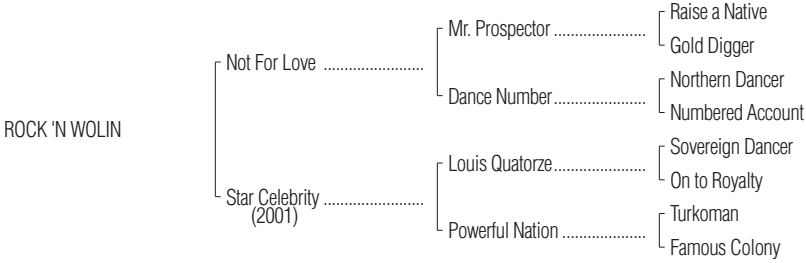 Raise a Native
Mr. Prospector ......................
Gold Digger
Not For Love ........................
Northern Dancer
Dance Number......................
Numbered Account
ROCK 'N WOLIN
Sovereign Dancer
Louis Quatorze......................
On to Royalty
Star Celebrity ........................
(2001)
Turkoman
Powerful Nation ....................
Famous Colony